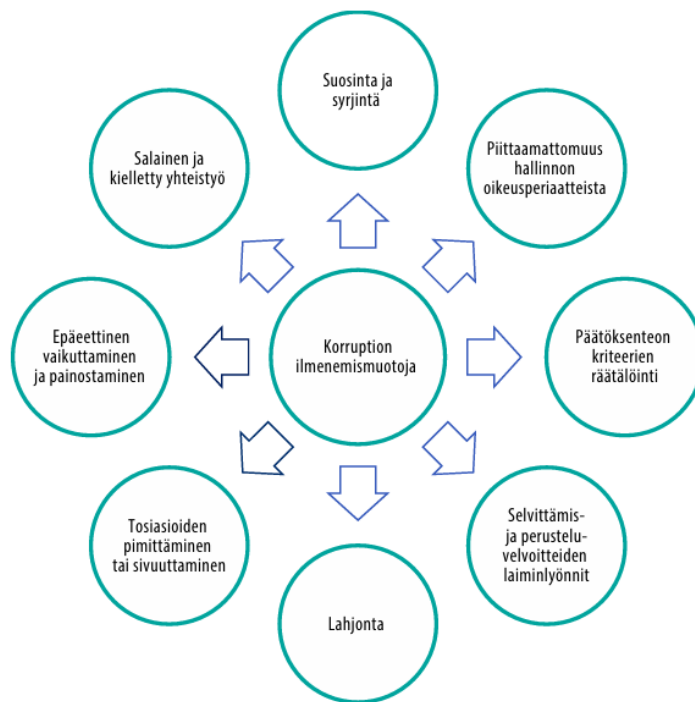 Suosinta ja
syrjintä
Piittaamattomuus
hallinnon
oikeusperiaatteista
Päätöksenteon
kriteerien
räätälöinti
Selvittämis-
ja perustelu-
velvoitteiden
laiminlyönnit
Lahjonta
Tosiasioiden
pimittäminen
tai sivuuttaminen
Epäeettinen
vaikuttaminen
ja painostaminen
Salainen ja
kielletty yhteistyö
Korruption
ilmenemismuotoja